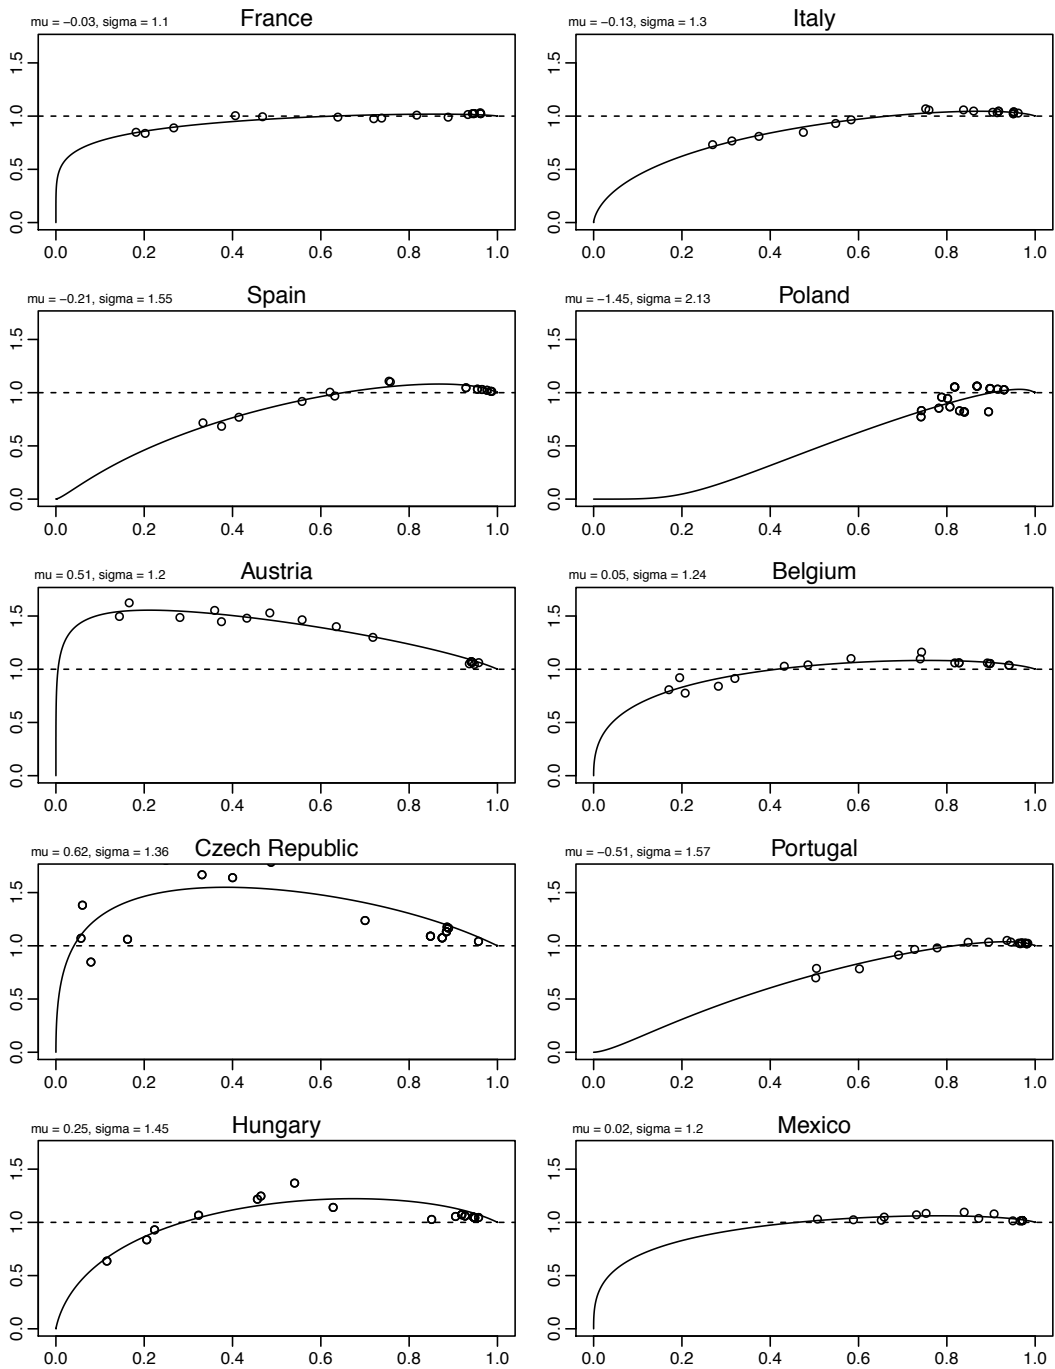 mu = −0.03, sigma = 1.1 France
0.0 0.5 1.0 1.5
0.0 0.2 0.4 0.6 0.8 1.0
mu = −0.13, sigma = 1.3 Italy
0.0 0.5 1.0 1.5
0.0 0.2 0.4 0.6 0.8 1.0
mu = −0.21, sigma = 1.55 Spain
0.0 0.5 1.0 1.5
0.0 0.2 0.4 0.6 0.8 1.0
mu = −1.45, sigma = 2.13 Poland
0.0 0.5 1.0 1.5
0.0 0.2 0.4 0.6 0.8 1.0
mu = 0.51, sigma = 1.2 Austria
0.0 0.5 1.0 1.5
0.0 0.2 0.4 0.6 0.8 1.0
mu = 0.05, sigma = 1.24 Belgium
0.0 0.5 1.0 1.5
0.0 0.2 0.4 0.6 0.8 1.0
mu = 0.62, sigma = 1.36 Czech Republic
0.0 0.5 1.0 1.5
0.0 0.2 0.4 0.6 0.8 1.0
mu = −0.51, sigma = 1.57 Portugal
0.0 0.5 1.0 1.5
0.0 0.2 0.4 0.6 0.8 1.0
mu = 0.25, sigma = 1.45 Hungary
0.0 0.5 1.0 1.5
0.0 0.2 0.4 0.6 0.8 1.0
mu = 0.02, sigma = 1.2 Mexico
0.0 0.5 1.0 1.5
0.0 0.2 0.4 0.6 0.8 1.0